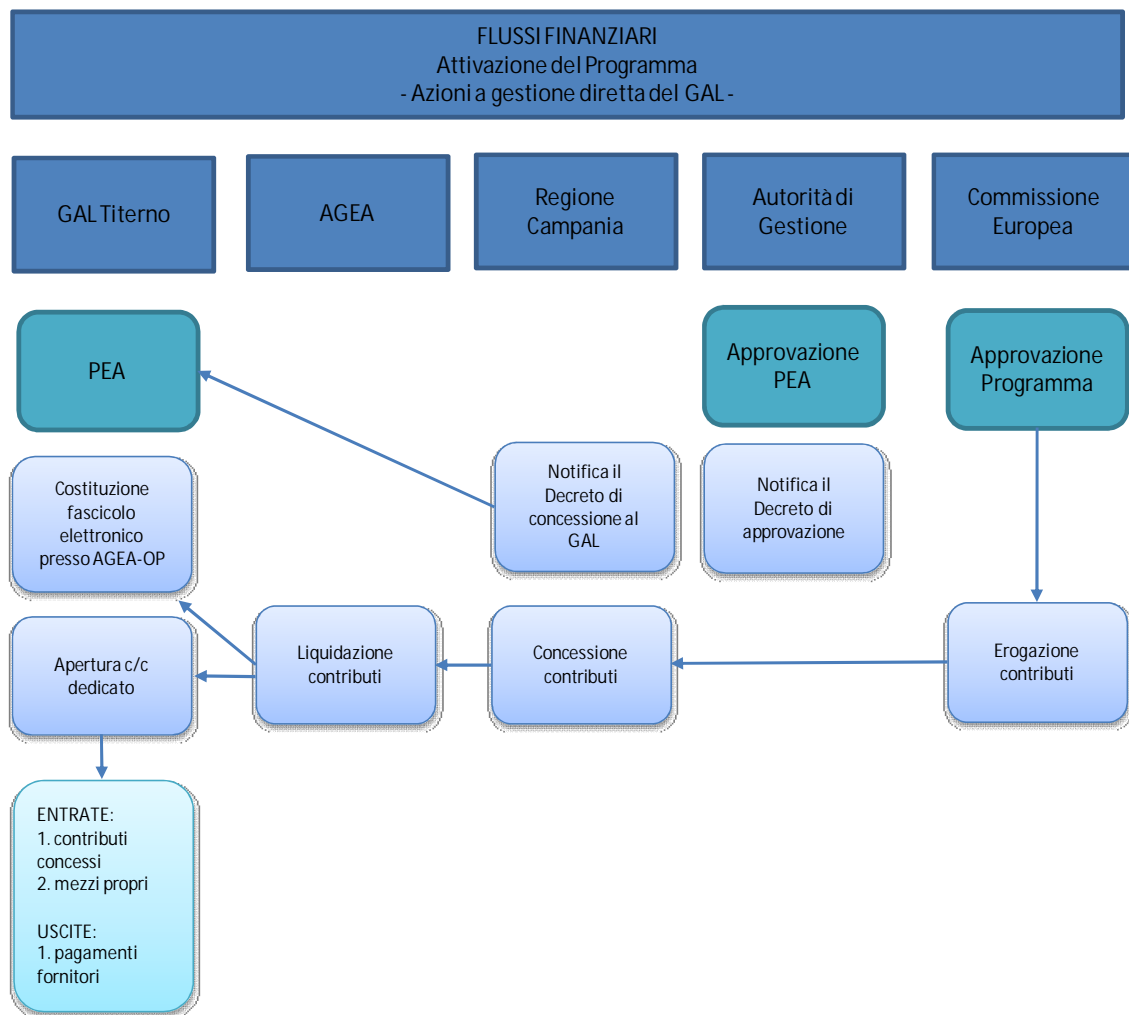 FLUSSI FINANZIARI
Attivazione del Programma
- Azioni a gestione diretta del GAL -
GAL Titerno
AGEA
Regione
Campania
Autorità di
Gestione
Commissione
Europea
PEA
Approvazione
PEA
Approvazione
Programma
Costituzione
fascicolo
elettronico
presso AGEA-OP
Notifica il
Decreto di
concessione al
GAL
Notifica il
Decreto di
approvazione
Apertura c/c
dedicato
Liquidazione
contributi
Concessione
contributi
Erogazione
contributi
ENTRATE:
1. contributi
concessi
2. mezzi propri
USCITE:
1. pagamenti
fornitori